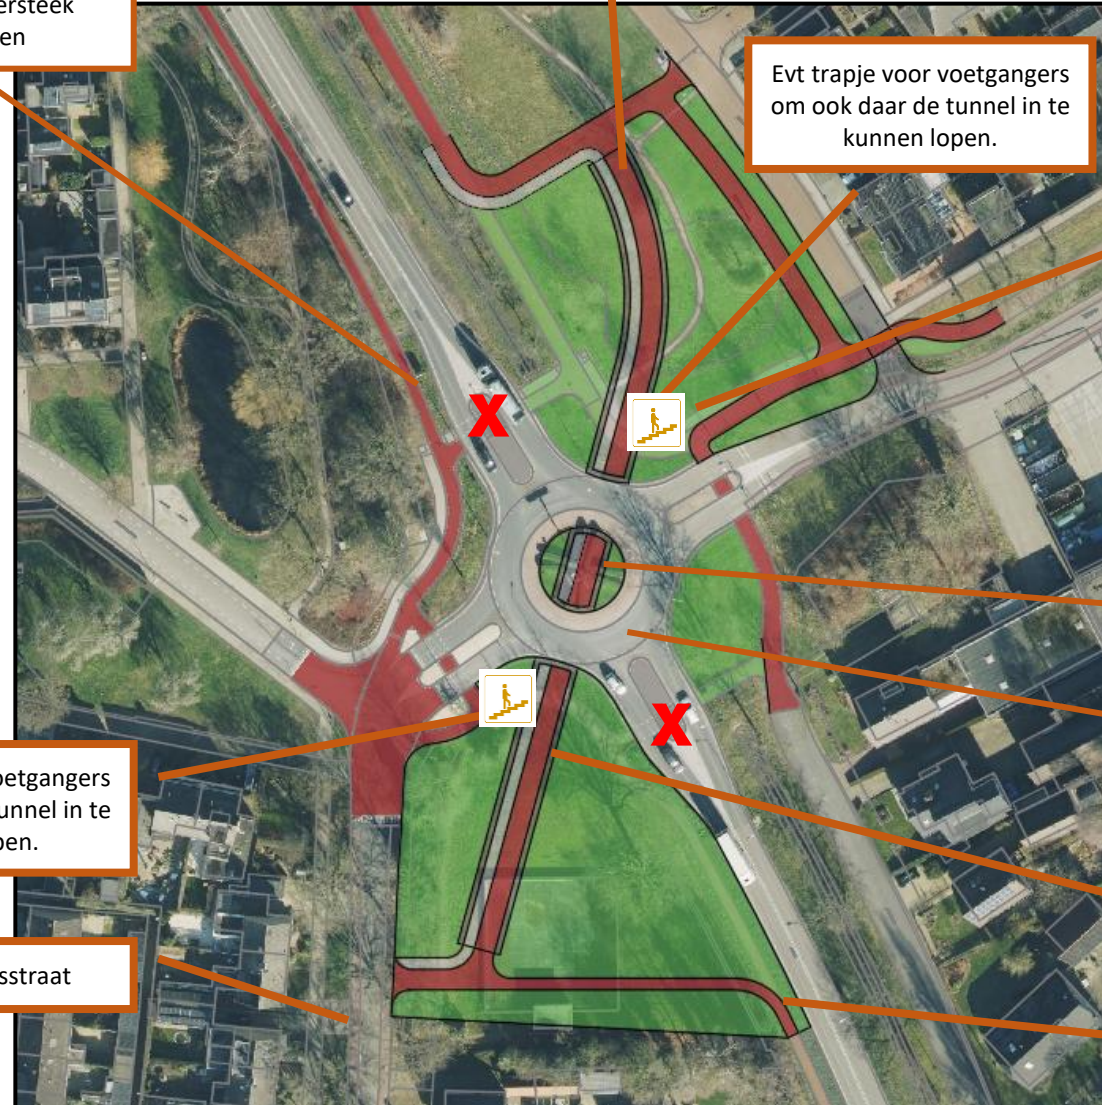 ersteek
en
Evt trapje voor voetgangers
om ook daar de tunnel in te
kunnen lopen.
oetgangers
unnel in te
pen.
sstraat
X
X